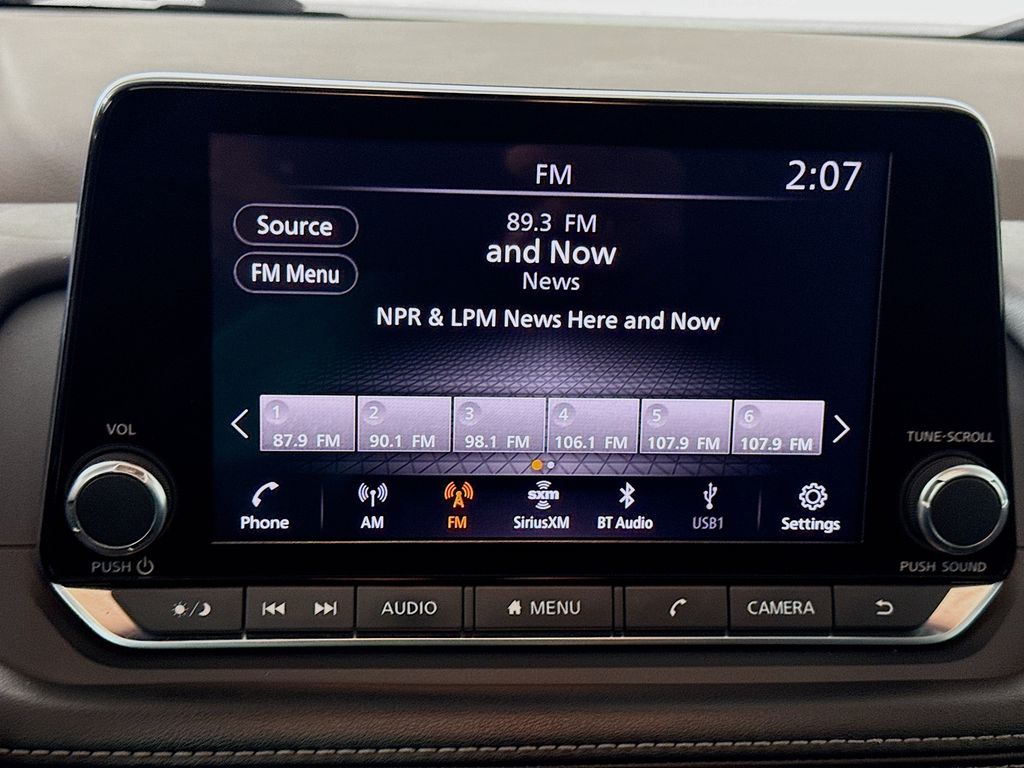 FM
2:07
Source
89.3 FM
and Now
FM Menu
News
NPR & LPM News Here and Now
1 2 3 4 5 6
87.9 FM 90.1 FM 98.1 FM 106.1 FM 107.9 FM 107.9 FM
VOL
TUNE-SCROLL
sxm
Phone AM FM SiriusXM BT Audio USB1 Settings
PUSH
PUSH SOUND
AUDIO MENU CAMERA